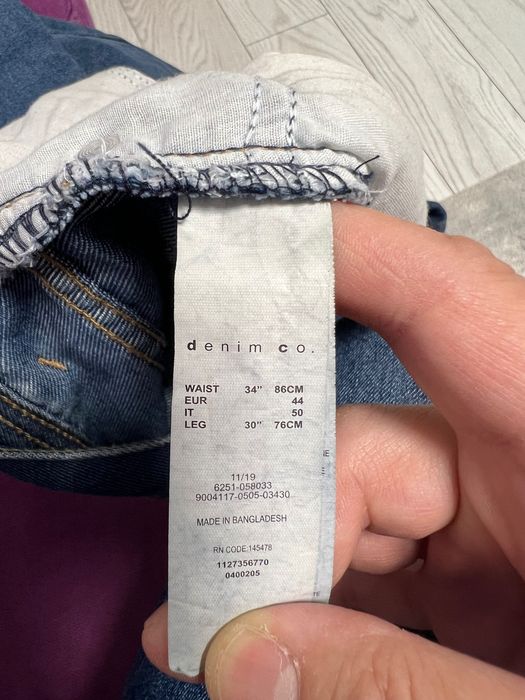 denim co.
WAIST 34" 86CM
EUR 44
IT 50
LEG 30" 76CM
11/19
6251-058033
9004117-0505-03430
MADE IN BANGLADESH
RN CODE:145478
1127356770
0400205